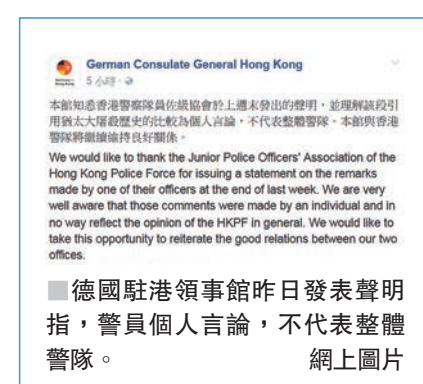 German Consulate General Hong Kong
5 小時
本館知悉香港警察隊員佐級協會於上週末發出的聲明，並理解該段引
用猶太大屠殺歷史的比較為個人言論，不代表整體警隊。本館與香港
警隊將繼續維持良好關係。
We would like to thank the Junior Police Officers' Association of the
Hong Kong Police Force for issuing a statement on the remarks
made by one of their officers at the end of last week. We are very
well aware that those comments were made by an individual and in
no way reflect the opinion of the HKPF in general. We would like to
take this opportunity to reiterate the good relations between our two
offices.
■德國駐港領事館昨日發表聲明
指，警員個人言論，不代表整體
警隊。 網上圖片